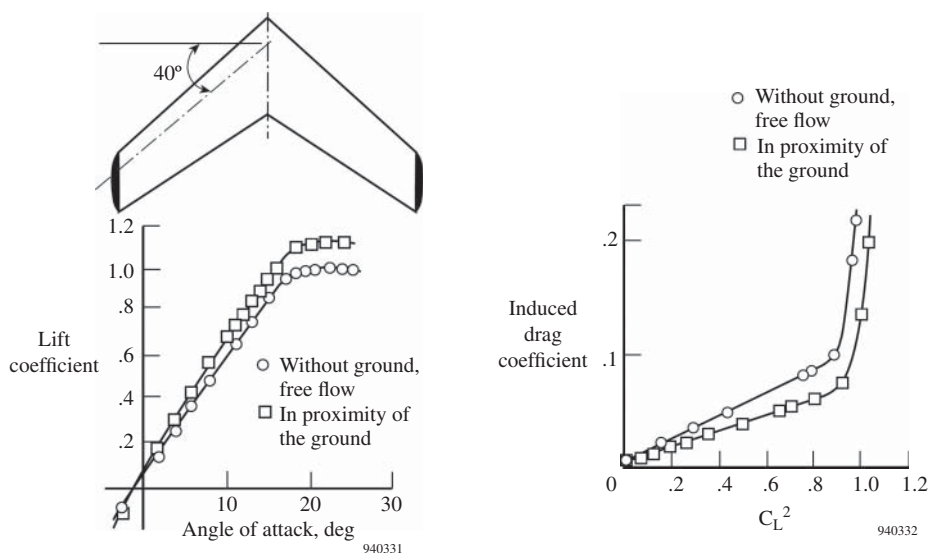 40°
1.2
1.0
.8
.6
.4
.2
Lift
coefficient
Without ground,
free flow
In proximity of
the ground
10
20
30
Angle of attack, deg
940331
Without ground,
free flow
In proximity of
the ground
.2
.1
Induced
drag
coefficient
0
.2
.4
.6
.8
1.0
1.2
C_L^2
940332